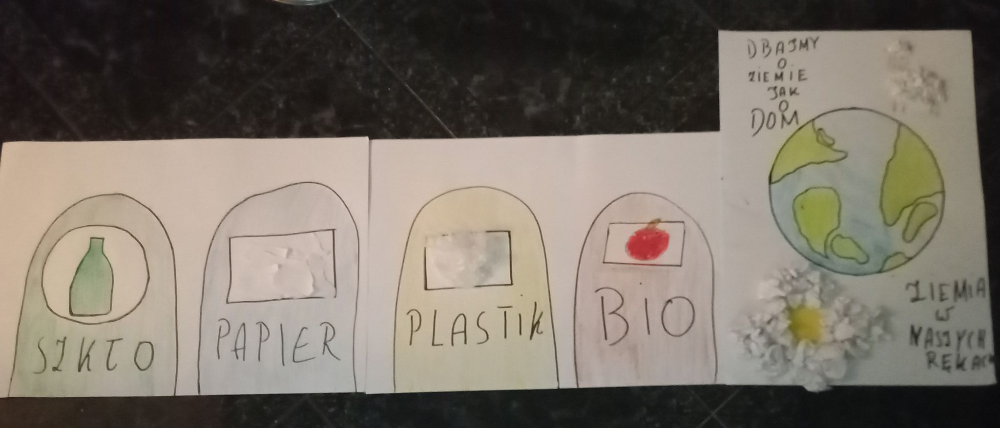 SZKŁO
PAPIER
PLASTiK
BiO
DBAJMY
O
ZiEMiE
JAK
O
DOM
ZIEMIA
W
NASZYCH
RĘKACH